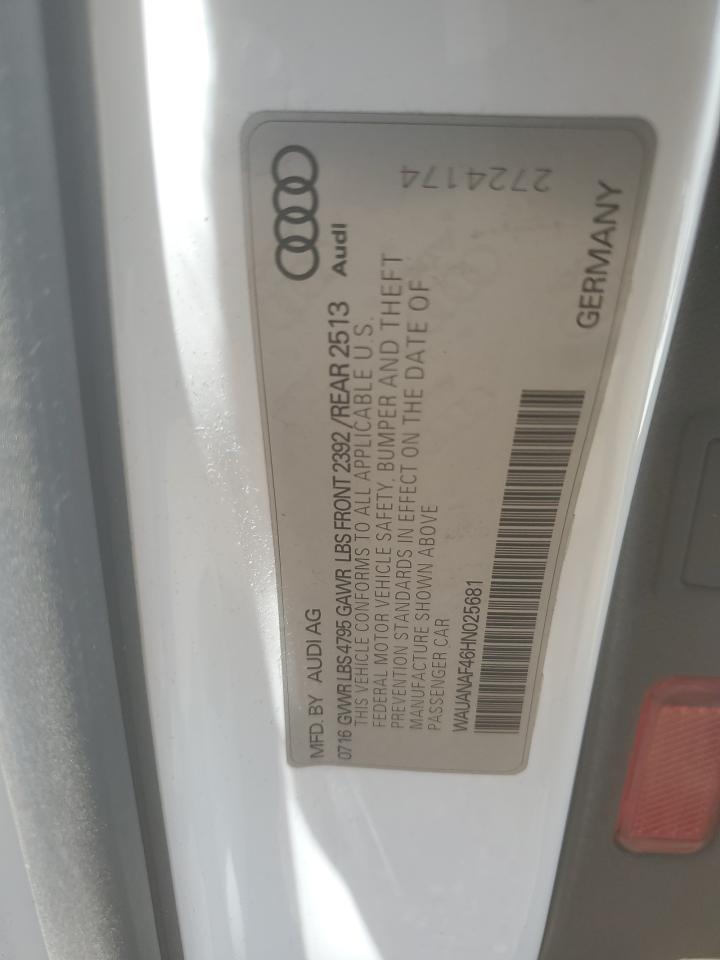 Audi
MFD. BY AUDI AG
0716 GVWR LBS 4795 GAWR LBS FRONT 2392 /REAR 2513
THIS VEHICLE CONFORMS TO ALL APPLICABLE U.S.
FEDERAL MOTOR VEHICLE SAFETY, BUMPER AND THEFT
PREVENTION STANDARDS IN EFFECT ON THE DATE OF
MANUFACTURE SHOWN ABOVE
PASSENGER CAR
WAUANAF46HN025681
GERMANY
2724174